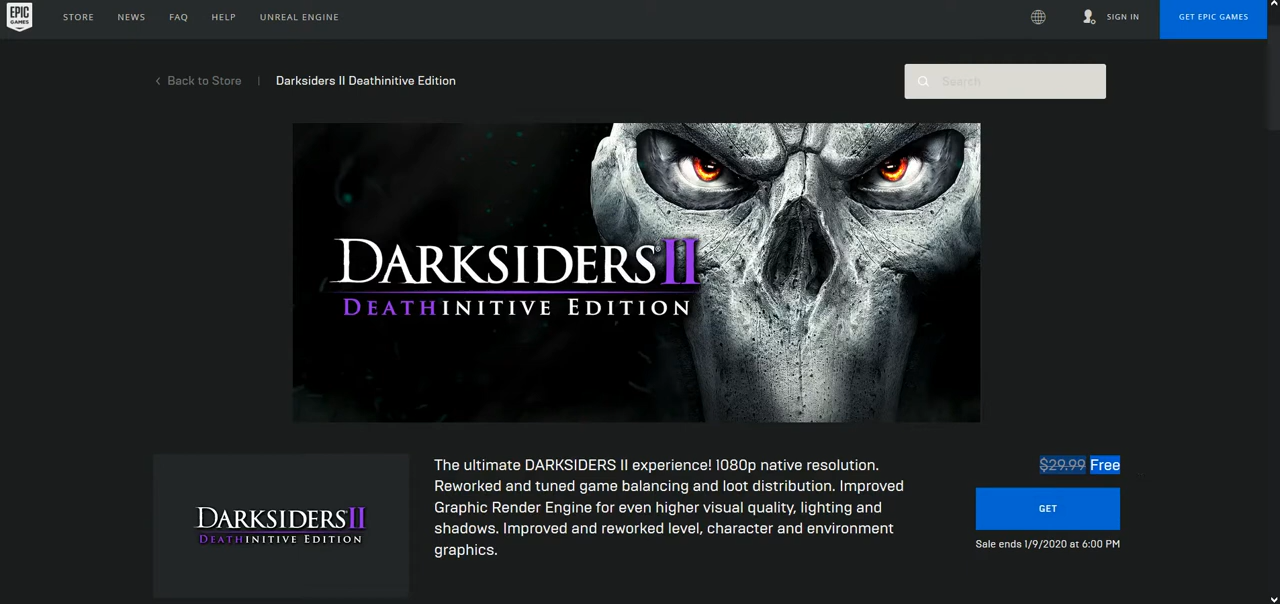 EPIC
GAMES
STORE NEWS FAQ HELP UNREAL ENGINE SIGN IN GET EPIC GAMES
Back to Store | Darksiders II Deathinitive Edition
Search
DARKSIDERS® II
DEATHINITIVE EDITION
DARKSIDERS II
DEATHINITIVE EDITION
The ultimate DARKSIDERS II experience! 1080p native resolution.
Reworked and tuned game balancing and loot distribution. Improved
Graphic Render Engine for even higher visual quality, lighting and
shadows. Improved and reworked level, character and environment
graphics.
$29.99 Free
GET
Sale ends 1/9/2020 at 6:00 PM